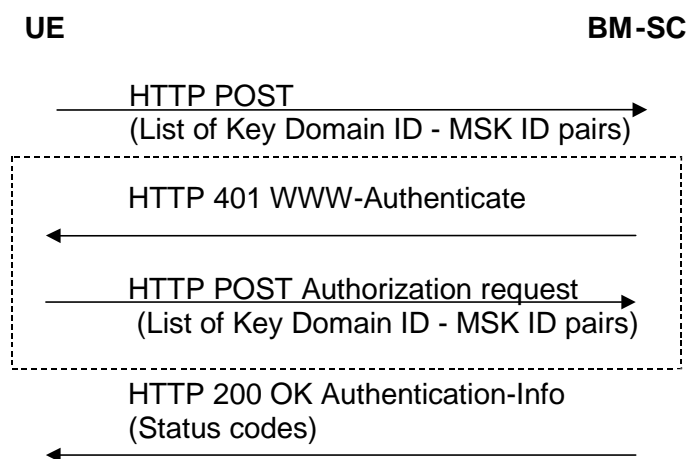 UE BM-SC
HTTP POST
(List of Key Domain ID - MSK ID pairs)
HTTP 401 WWW-Authenticate
HTTP POST Authorization request
(List of Key Domain ID - MSK ID pairs)
HTTP 200 OK Authentication-Info
(Status codes)